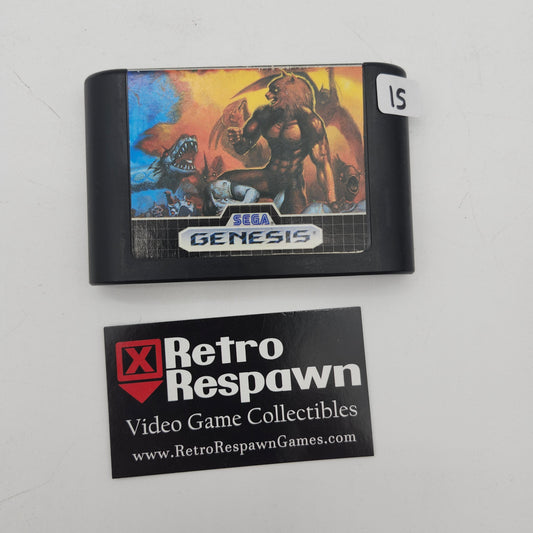 15
SEGA
GENESIS
Retro
Respawn
Video Game Collectibles
www.RetroRespawnGames.com